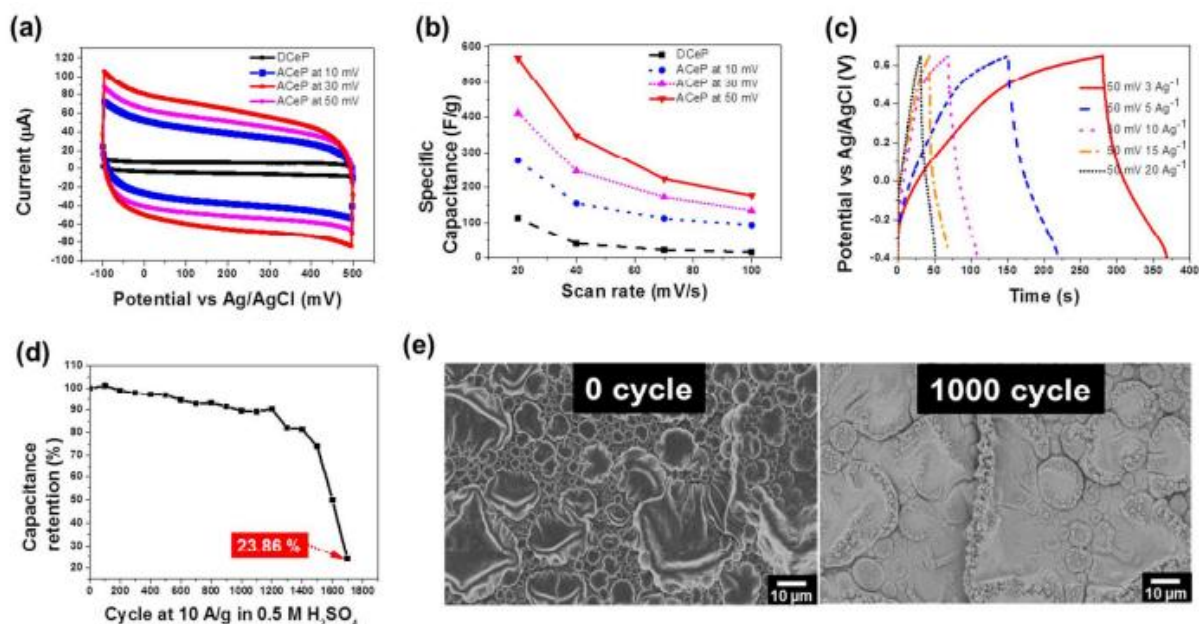 (a)
120
100
80
60
40
20
0
-20
-40
-60
-80
-100
-100
0
100
200
300
400
500
Current (µA)
Potential vs Ag/AgCl (mV)
DCeP
ACeP at 10 mV
ACeP at 30 mV
ACeP at 50 mV
(b)
600
500
400
300
200
100
0
20
40
60
80
100
Specific
Capacitance (F/g)
Scan rate (mV/s)
DCeP
ACeP at 10 mV
ACeP at 30 mV
ACeP at 50 mV
(c)
0.6
0.4
0.2
0.0
-0.2
-0.4
0
50
100
150
200
250
300
350
400
Potential vs Ag/AgCl (V)
Time (s)
50 mV 3 Ag⁻¹
50 mV 5 Ag⁻¹
50 mV 10 Ag⁻¹
50 mV 15 Ag⁻¹
50 mV 20 Ag⁻¹
(d)
110
100
90
80
70
60
50
40
30
20
0
200
400
600
800
1000
1200
1400
1600
1800
Capacitance
retention (%)
23.86 %
Cycle at 10 A/g in 0.5 M H₂SO₄
(e)
0 cycle
10 µm
1000 cycle
10 µm